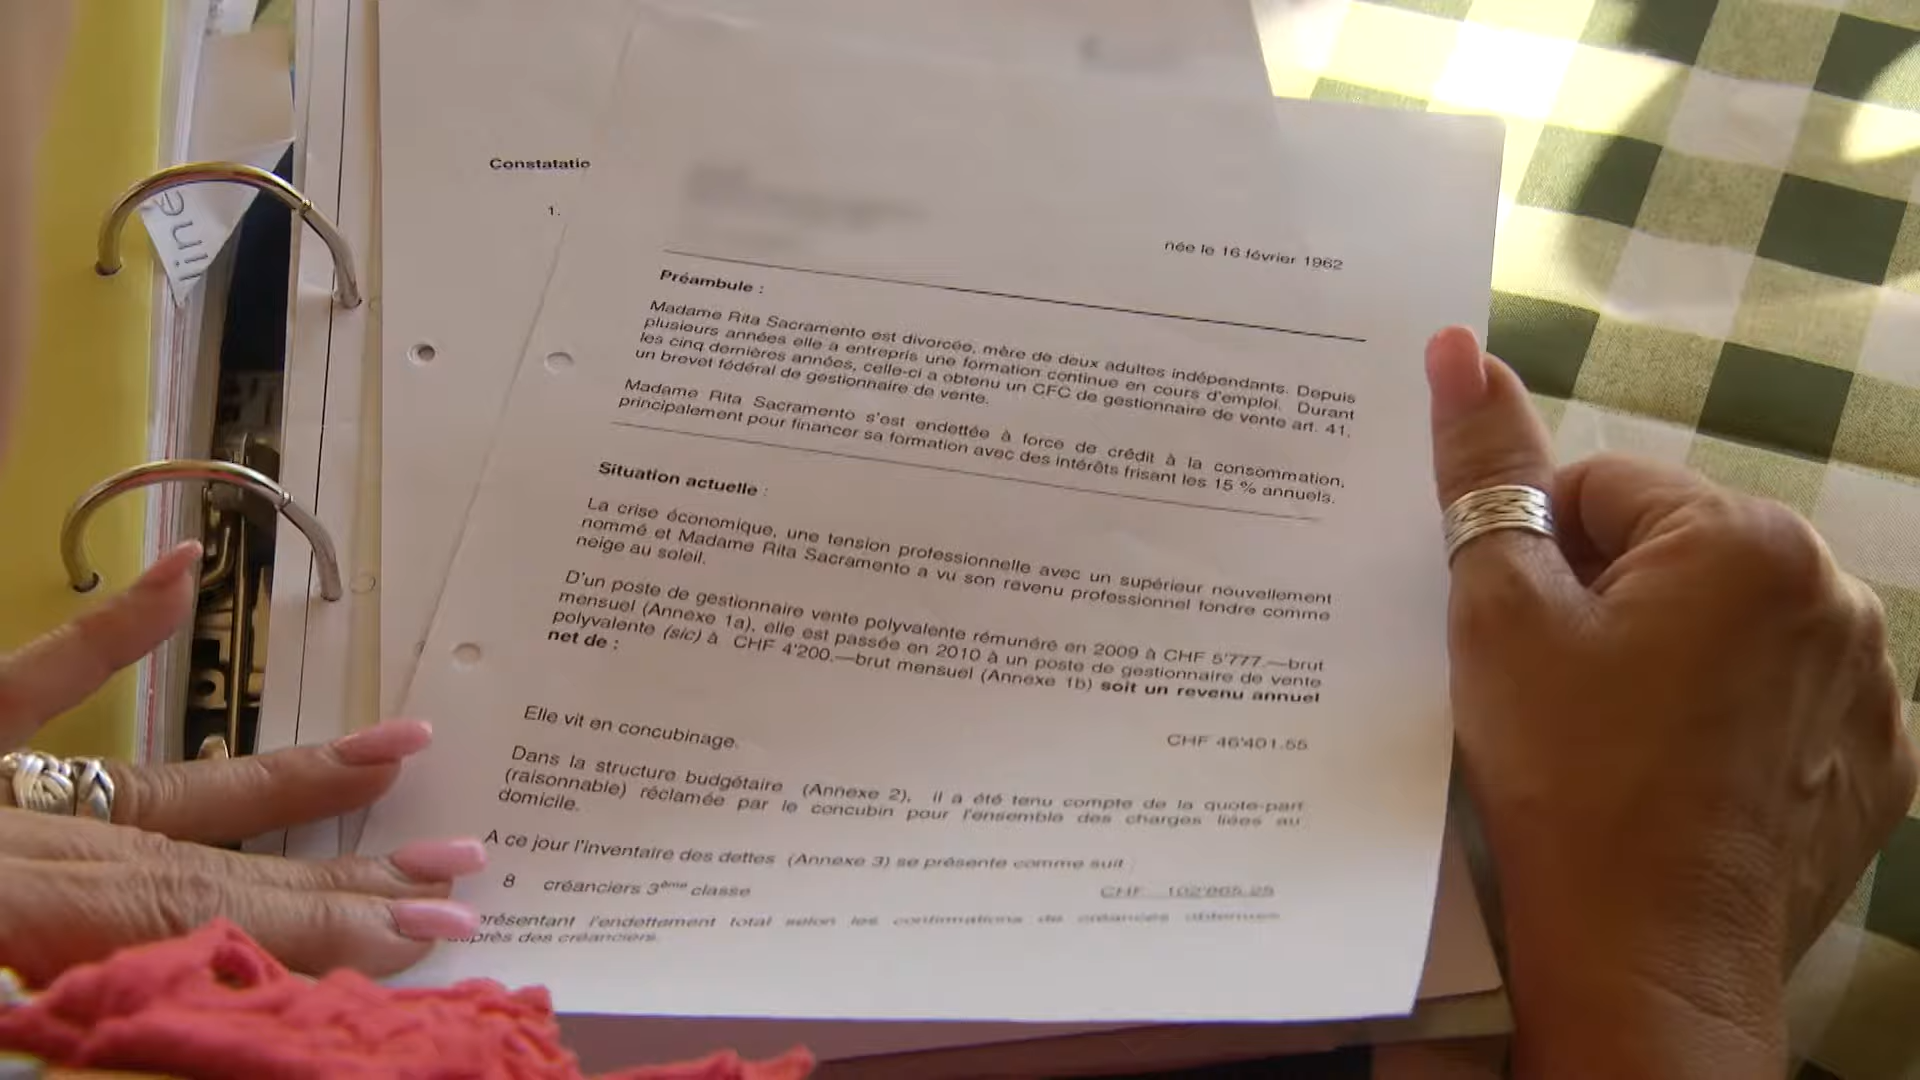 line
Constatatio
1.
née le 16 février 1962
Préambule :
Madame Rita Sacramento est divorcée, mère de deux adultes indépendants. Depuis
plusieurs années elle a entrepris une formation continue en cours d'emploi. Durant
les cinq dernières années, celle-ci a obtenu un CFC de gestionnaire de vente art. 41,
un brevet fédéral de gestionnaire de vente.
Madame Rita Sacramento s'est endettée à force de crédit à la consommation,
principalement pour financer sa formation avec des intérêts frisant les 15 % annuels.
Situation actuelle :
La crise économique, une tension professionnelle avec un supérieur nouvellement
nommé et Madame Rita Sacramento a vu son revenu professionnel fondre comme
neige au soleil.
D'un poste de gestionnaire vente polyvalente rémunéré en 2009 à CHF 5'777.—brut
mensuel (Annexe 1a), elle est passée en 2010 à un poste de gestionnaire de vente
polyvalente (sic) à CHF 4'200.—brut mensuel (Annexe 1b) soit un revenu annuel
net de :
CHF 46'401.55
Elle vit en concubinage.
Dans la structure budgétaire (Annexe 2), il a été tenu compte de la quote-part
(raisonnable) réclamée par le concubin pour l'ensemble des charges liées au
domicile.
A ce jour l'inventaire des dettes (Annexe 3) se présente comme suit :
8 créanciers 3ème classe CHF 102'865.25
présentant l'endettement total selon les confirmations de créances obtenues
auprès des créanciers.